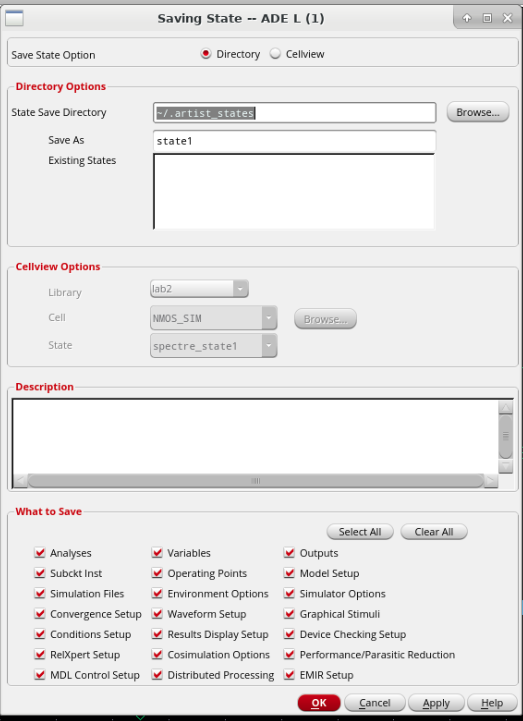 Saving State -- ADE L (1)
Save State Option Directory Cellview
Directory Options
State Save Directory ~/.artist_states Browse...
Save As state1
Existing States
Cellview Options
Library lab2
Cell NMOS_SIM Browse...
State spectre_state1
Description
What to Save
Select All Clear All
Analyses Variables Outputs
Subckt Inst Operating Points Model Setup
Simulation Files Environment Options Simulator Options
Convergence Setup Waveform Setup Graphical Stimuli
Conditions Setup Results Display Setup Device Checking Setup
RelXpert Setup Cosimulation Options Performance/Parasitic Reduction
MDL Control Setup Distributed Processing EMIR Setup
OK Cancel Apply Help